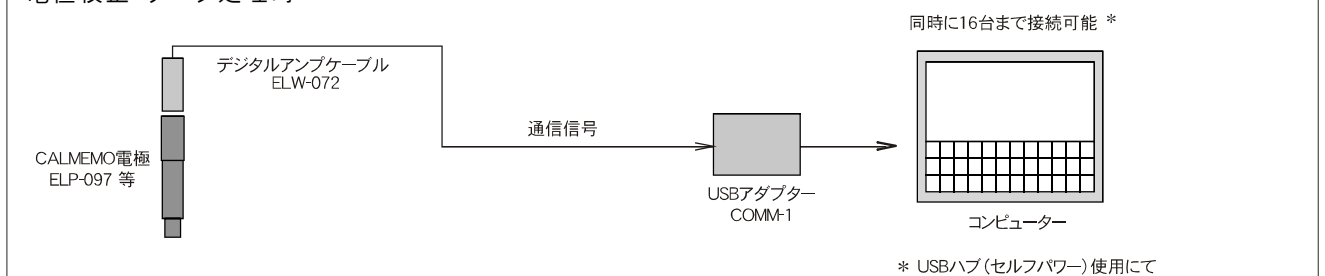 同時に16台まで接続可能 *
デジタルアンプケーブル
ELW-072
通信信号
CALMEMO電極
ELP-097 等
USBアダプター
COMM-1
コンピューター
* USBハブ(セルフパワー)使用にて